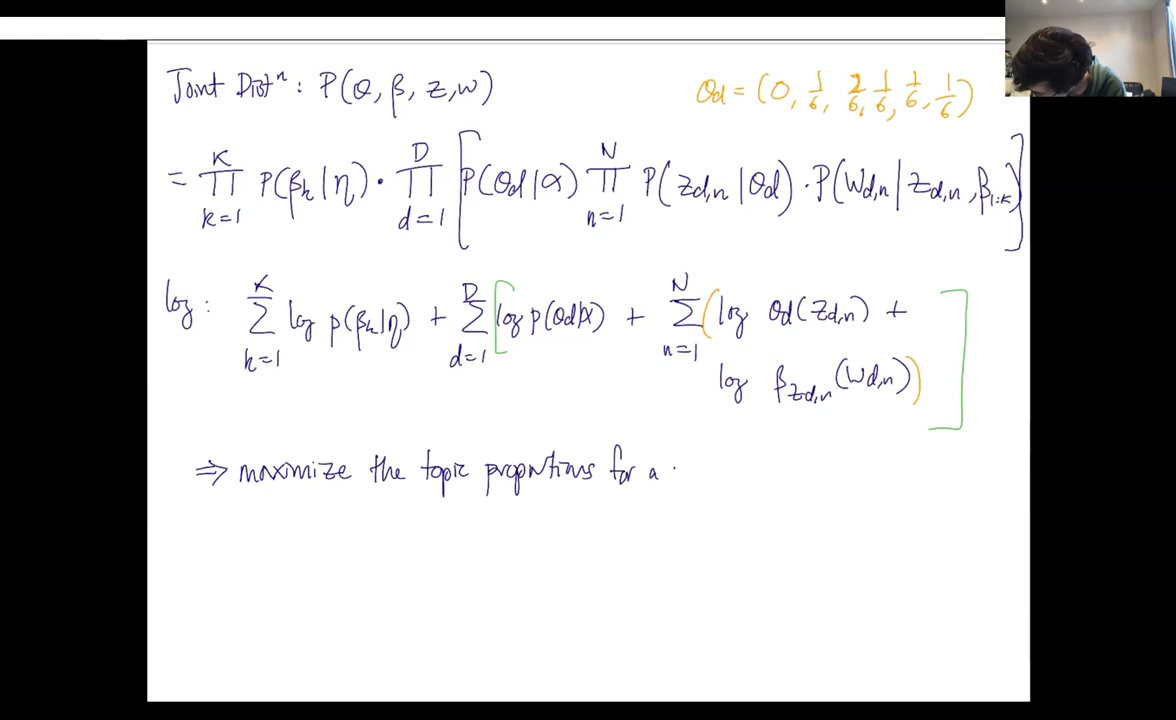 Joint Distⁿ: P(θ, β, z, w)
θd = (0, 1/6, 2/6, 1/6, 1/6, 1/6)
= ∏_{k=1}^{K} P(βk | η) · ∏_{d=1}^{D} [P(θd | α) ∏_{n=1}^{N} P(zd,n | θd) · P(wd,n | zd,n, β1:K)]
log: ∑_{k=1}^{K} log p(βk | η) + ∑_{d=1}^{D} [log p(θd | α) + ∑_{n=1}^{N} (log θd(zd,n) +
log β_{zd,n}(wd,n))]
⇒ maximize the topic proportions for a